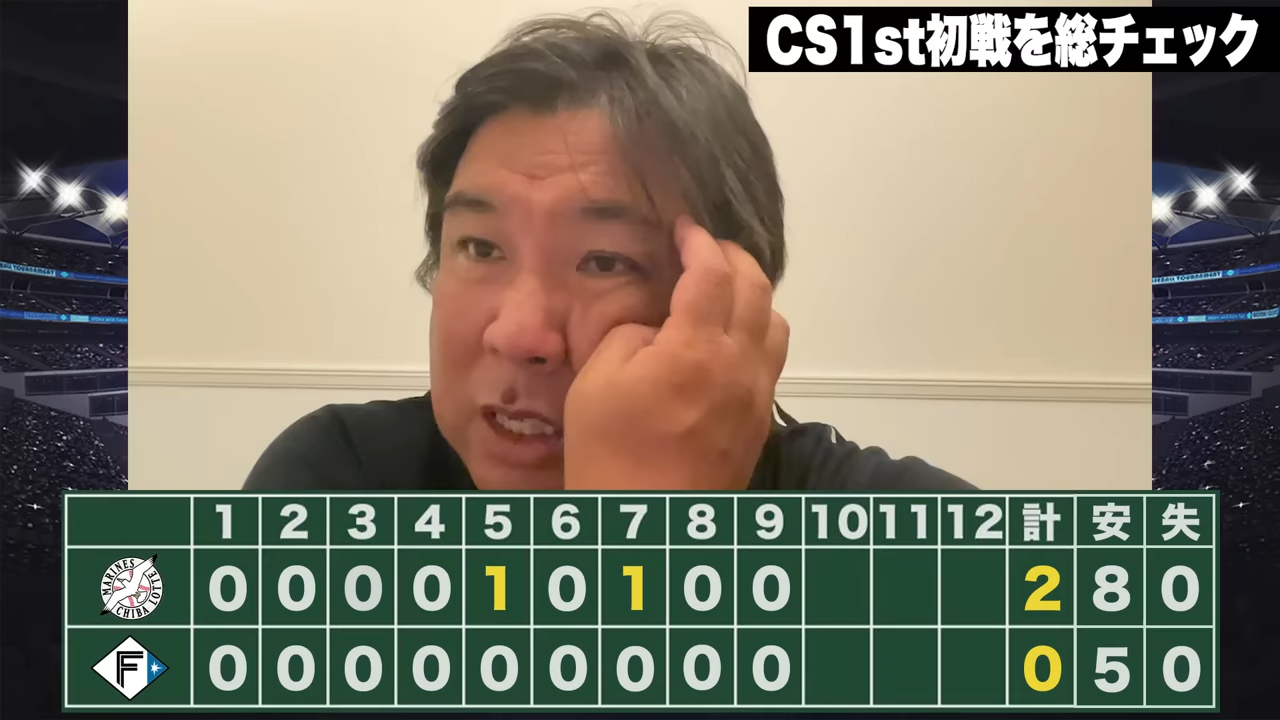 CS1st初戦を総チェック
BASEBALL TOURNAMENT
1 2 3 4 5 6 7 8 9 10 11 12 計 安 失
MARINES CHIBA LOTTE 0 0 0 0 1 0 1 0 0 2 8 0
F 0 0 0 0 0 0 0 0 0 0 5 0